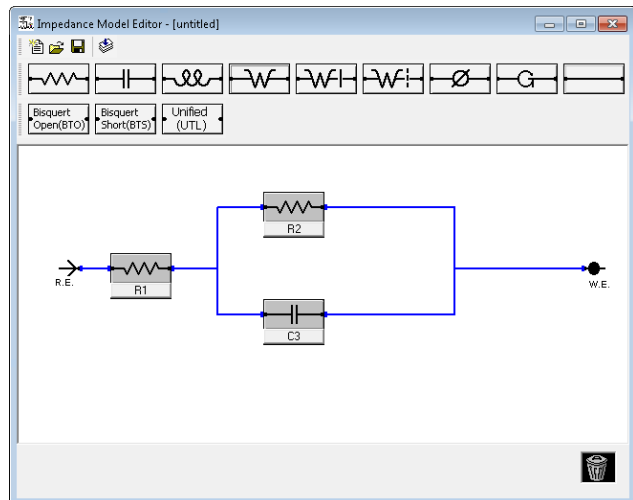 Impedance Model Editor - [untitled]
W
W
W
Ø
G
Bisquert
Open(BTO)
Bisquert
Short(BTS)
Unified
(UTL)
R2
R.E.
R1
W.E.
C3